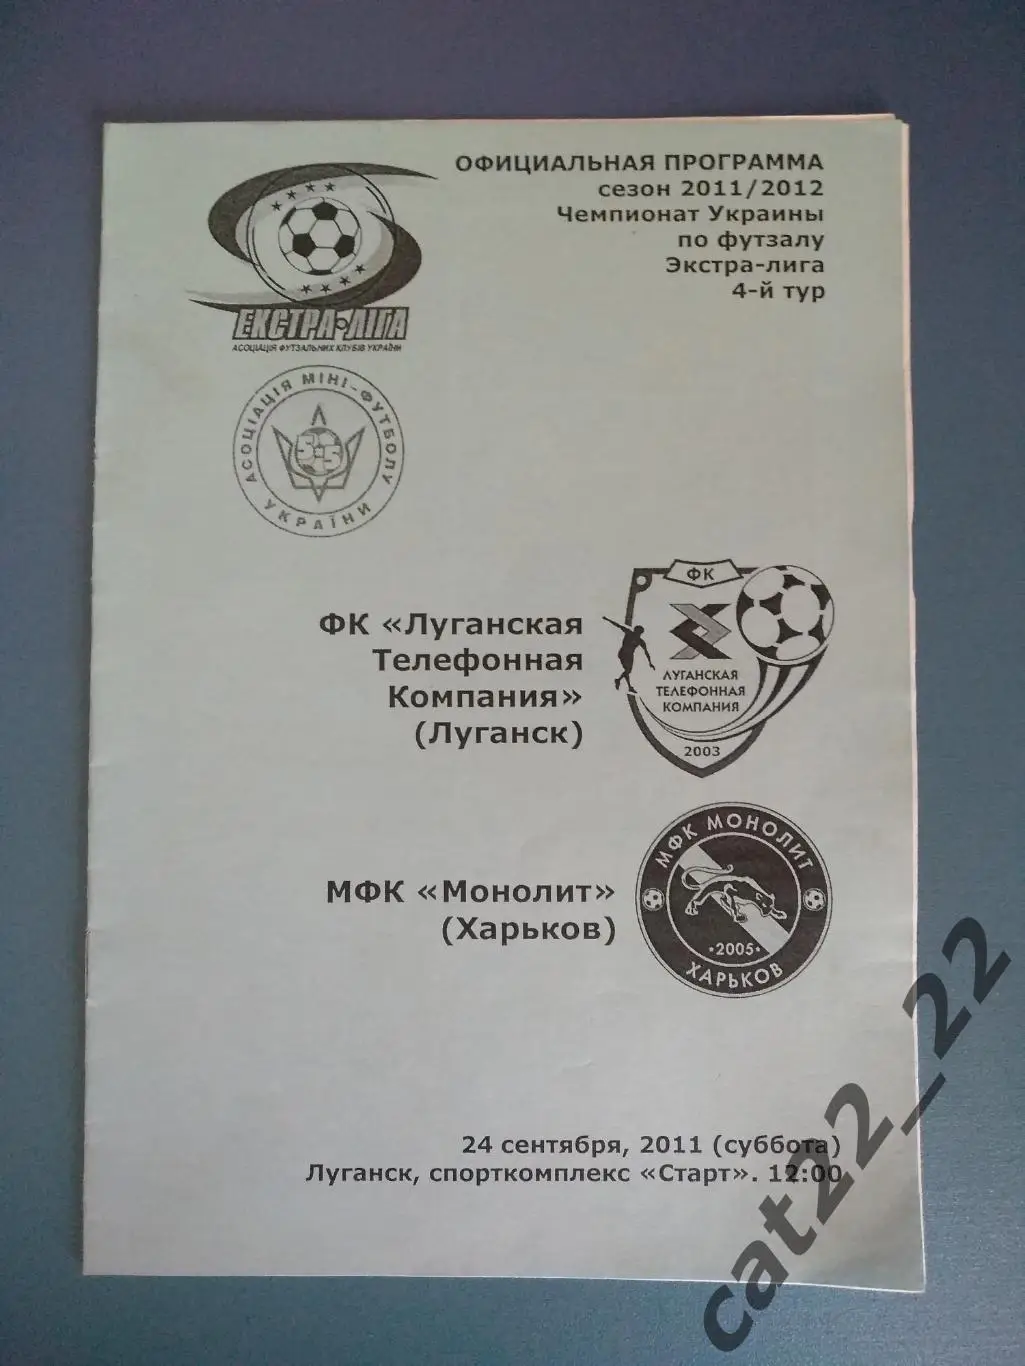 ОФИЦИАЛЬНАЯ ПРОГРАММА
сезон 2011/2012
Чемпионат Украины
по футзалу
Экстра-лига
4-й тур
ЕКСТРА-ЛІГА
АСОЦІАЦІЯ ФУТЗАЛЬНИХ КЛУБІВ УКРАЇНИ
АСОЦІАЦІЯ МІНІ-ФУТБОЛУ
УКРАЇНИ
5×5
ФК «Луганская
Телефонная
Компания»
(Луганск)
ФК
ЛУГАНСКАЯ
ТЕЛЕФОННАЯ
КОМПАНИЯ
2003
МФК «Монолит»
(Харьков)
МФК МОНОЛИТ
·2005·
ХАРЬКОВ
24 сентября, 2011 (суббота)
Луганск, спорткомплекс «Старт». 12:00
cat22_22